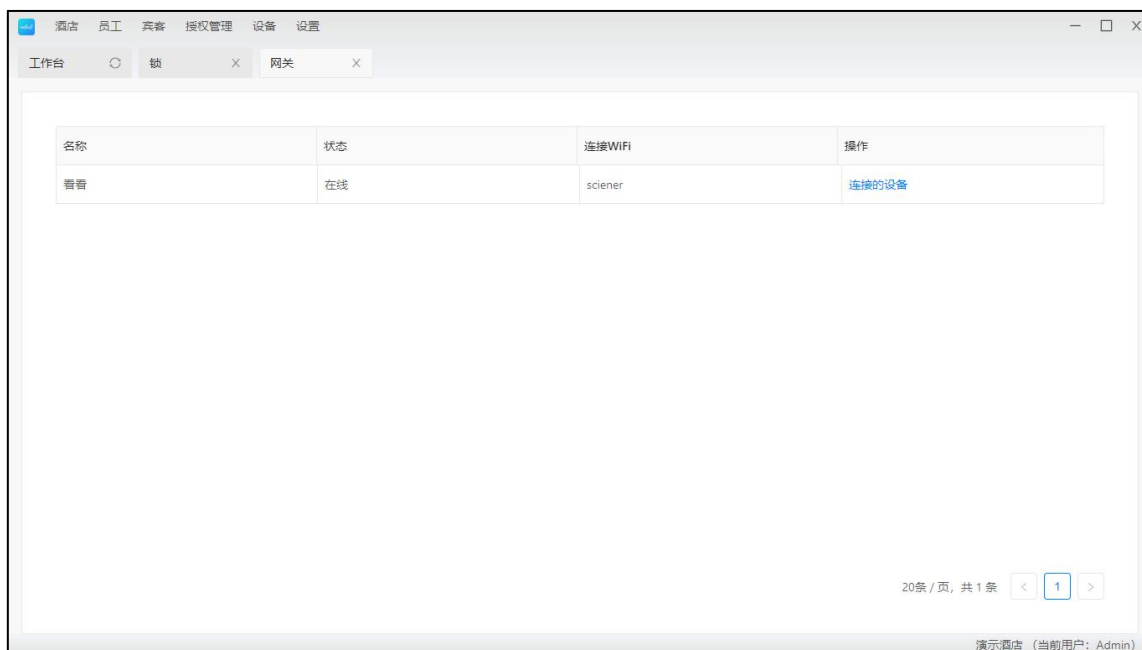 酒店 员工 宾客 授权管理 设备 设置
工作台 锁 网关
名称 状态 连接WiFi 操作
看看 在线 sciener 连接的设备
20条 / 页，共 1 条 < 1 >
演示酒店 （当前用户：Admin）